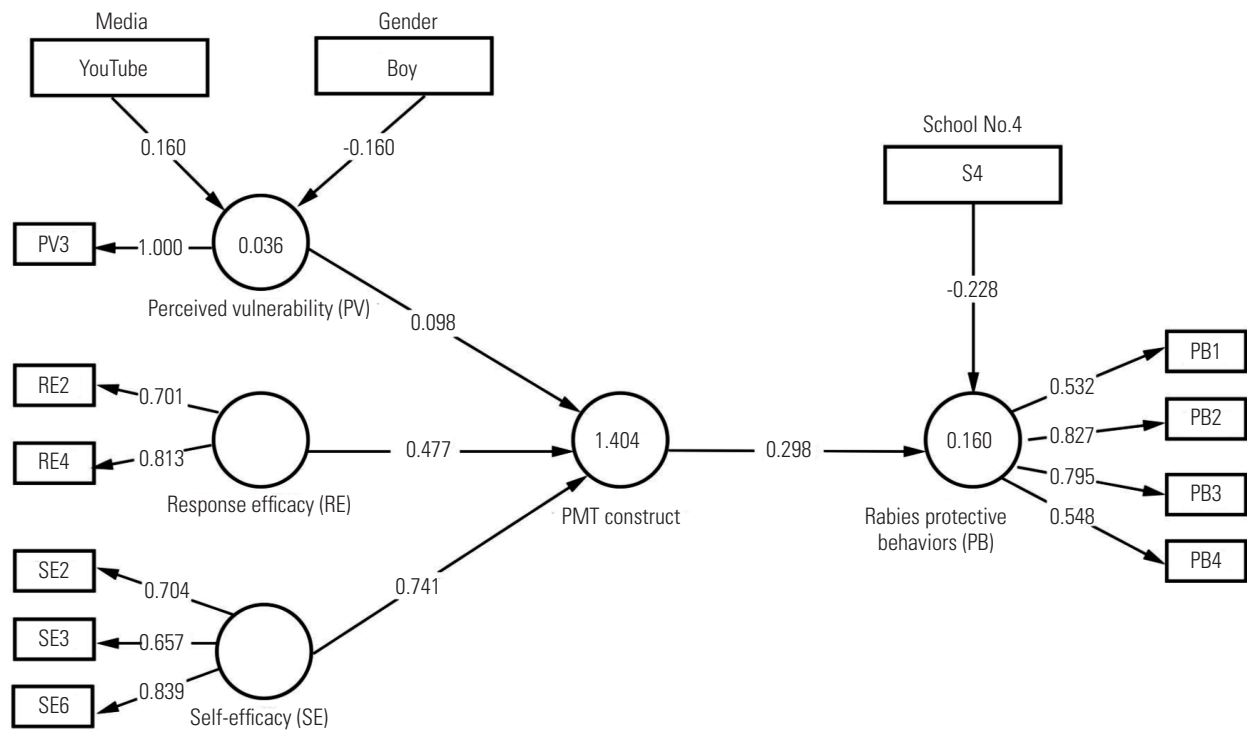 Media
Gender
YouTube
Boy
0.160
-0.160
School No.4
S4
PV3
1.000
0.036
Perceived vulnerability (PV)
0.098
-0.228
RE2
0.701
RE4
0.813
Response efficacy (RE)
0.477
1.404
PMT construct
0.298
0.160
Rabies protective
behaviors (PB)
0.532
PB1
0.827
PB2
0.795
PB3
0.548
PB4
SE2
0.704
SE3
0.657
SE6
0.839
Self-efficacy (SE)
0.741